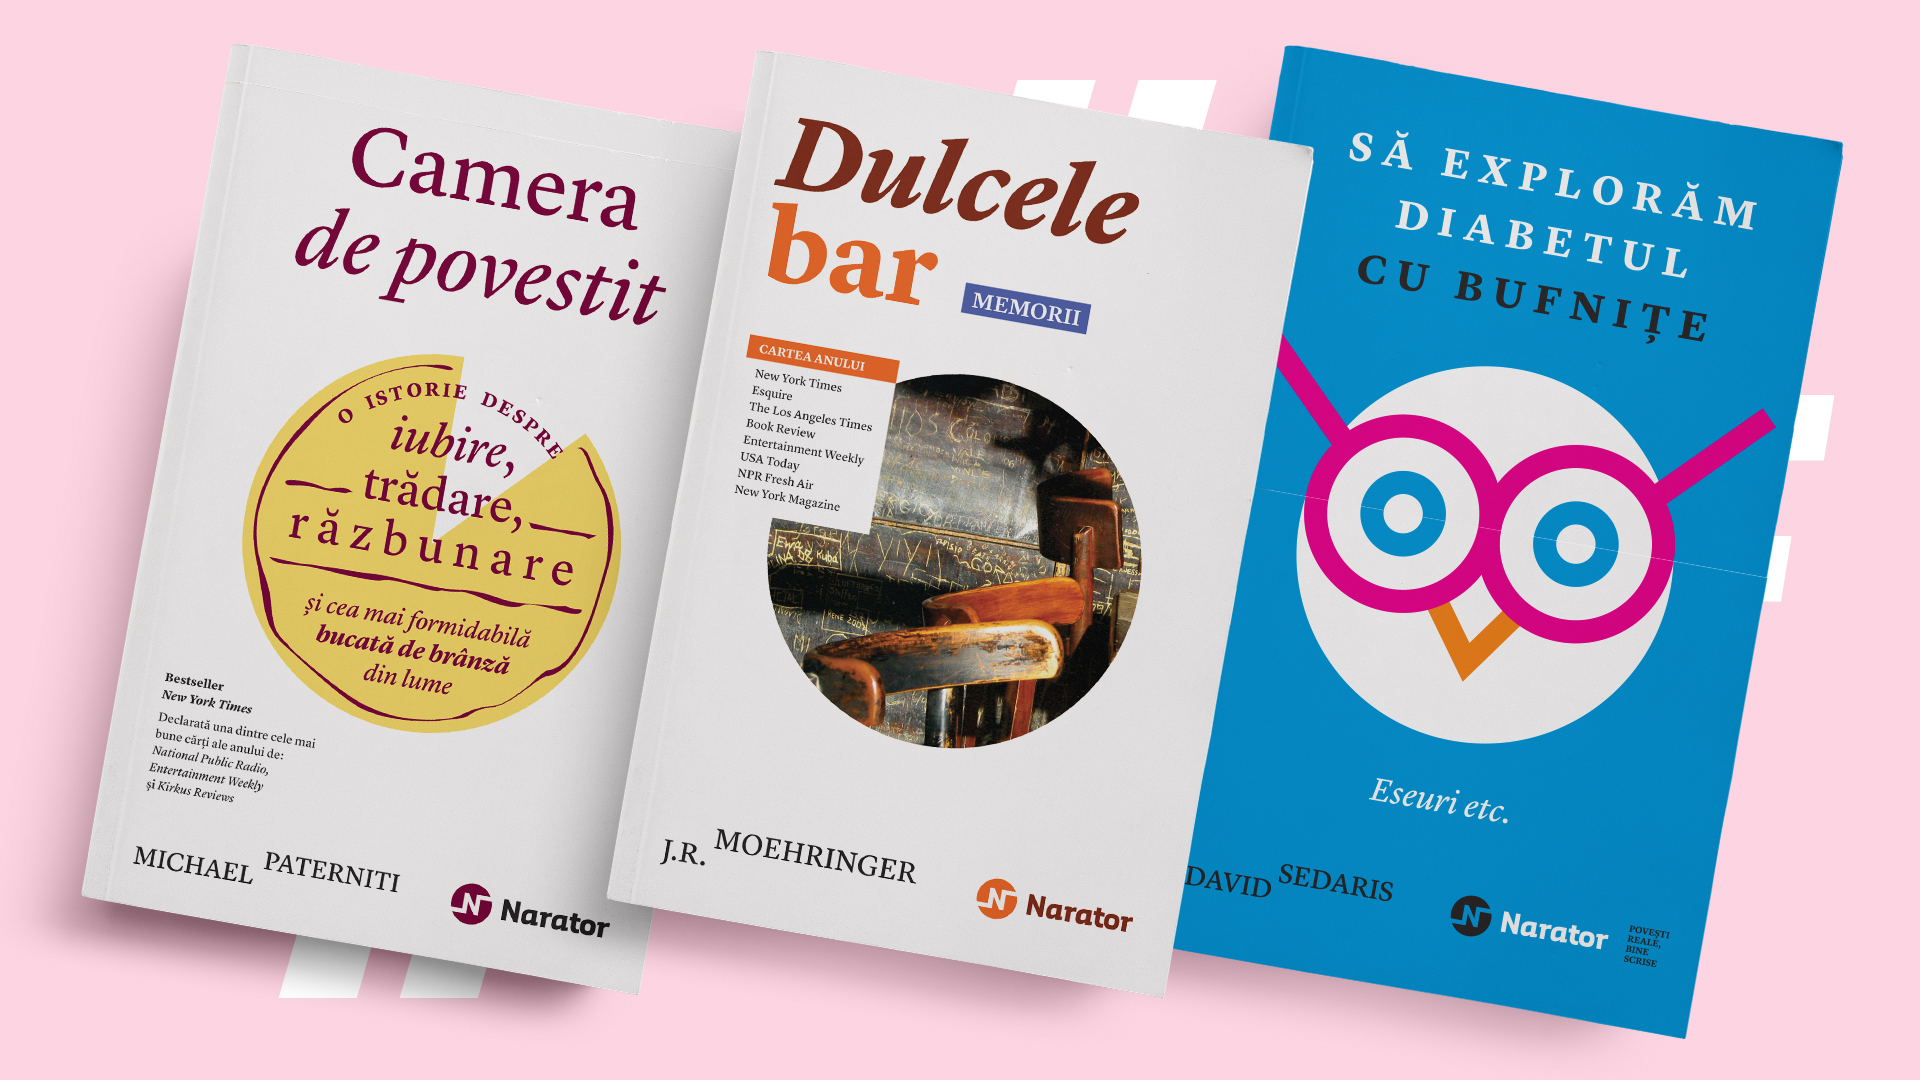 Camera
de povestit
O ISTORIE DESPRE
iubire,
trădare,
răzbunare
și cea mai formidabilă
bucată de brânză
din lume
Bestseller
New York Times
Declarată una dintre cele mai
bune cărți ale anului de:
National Public Radio,
Entertainment Weekly
și Kirkus Reviews
MICHAEL PATERNITI
N Narator
Dulcele
bar
MEMORII
CARTEA ANULUI
New York Times
Esquire
The Los Angeles Times
Book Review
Entertainment Weekly
USA Today
NPR Fresh Air
New York Magazine
J.R. MOEHRINGER
N Narator
SĂ EXPLORĂM
DIABETUL
CU BUFNIȚE
Eseuri etc.
DAVID SEDARIS
N Narator
POVEȘTI
REALE,
BINE
SCRISE